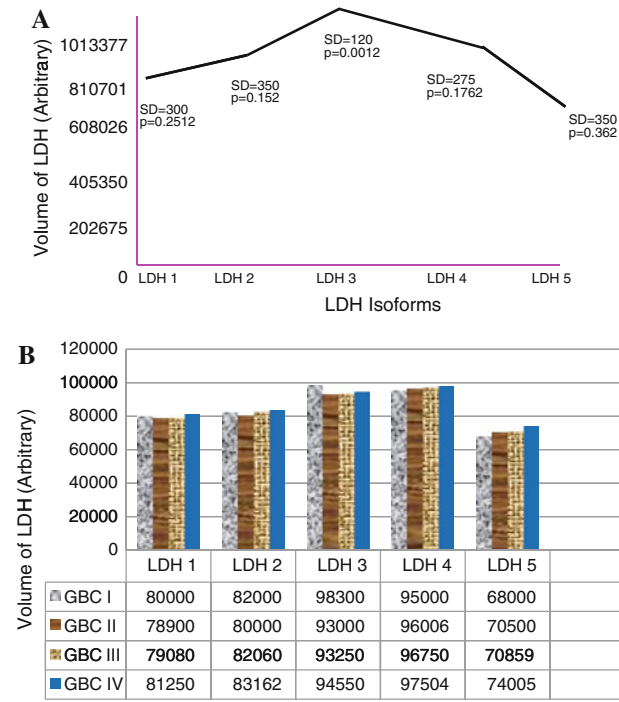 A
Volume of LDH (Arbitrary)
1013377
810701
608026
405350
202675
0
SD=300
p=0.2512
SD=350
p=0.152
SD=120
p=0.0012
SD=275
p=0.1762
SD=350
p=0.362
LDH 1 LDH 2 LDH 3 LDH 4 LDH 5
LDH Isoforms
B
Volume of LDH (Arbitrary)
120000
100000
80000
60000
40000
20000
0
LDH 1 LDH 2 LDH 3 LDH 4 LDH 5
GBC I 80000 82000 98300 95000 68000
GBC II 78900 80000 93000 96006 70500
GBC III 79080 82060 93250 96750 70859
GBC IV 81250 83162 94550 97504 74005